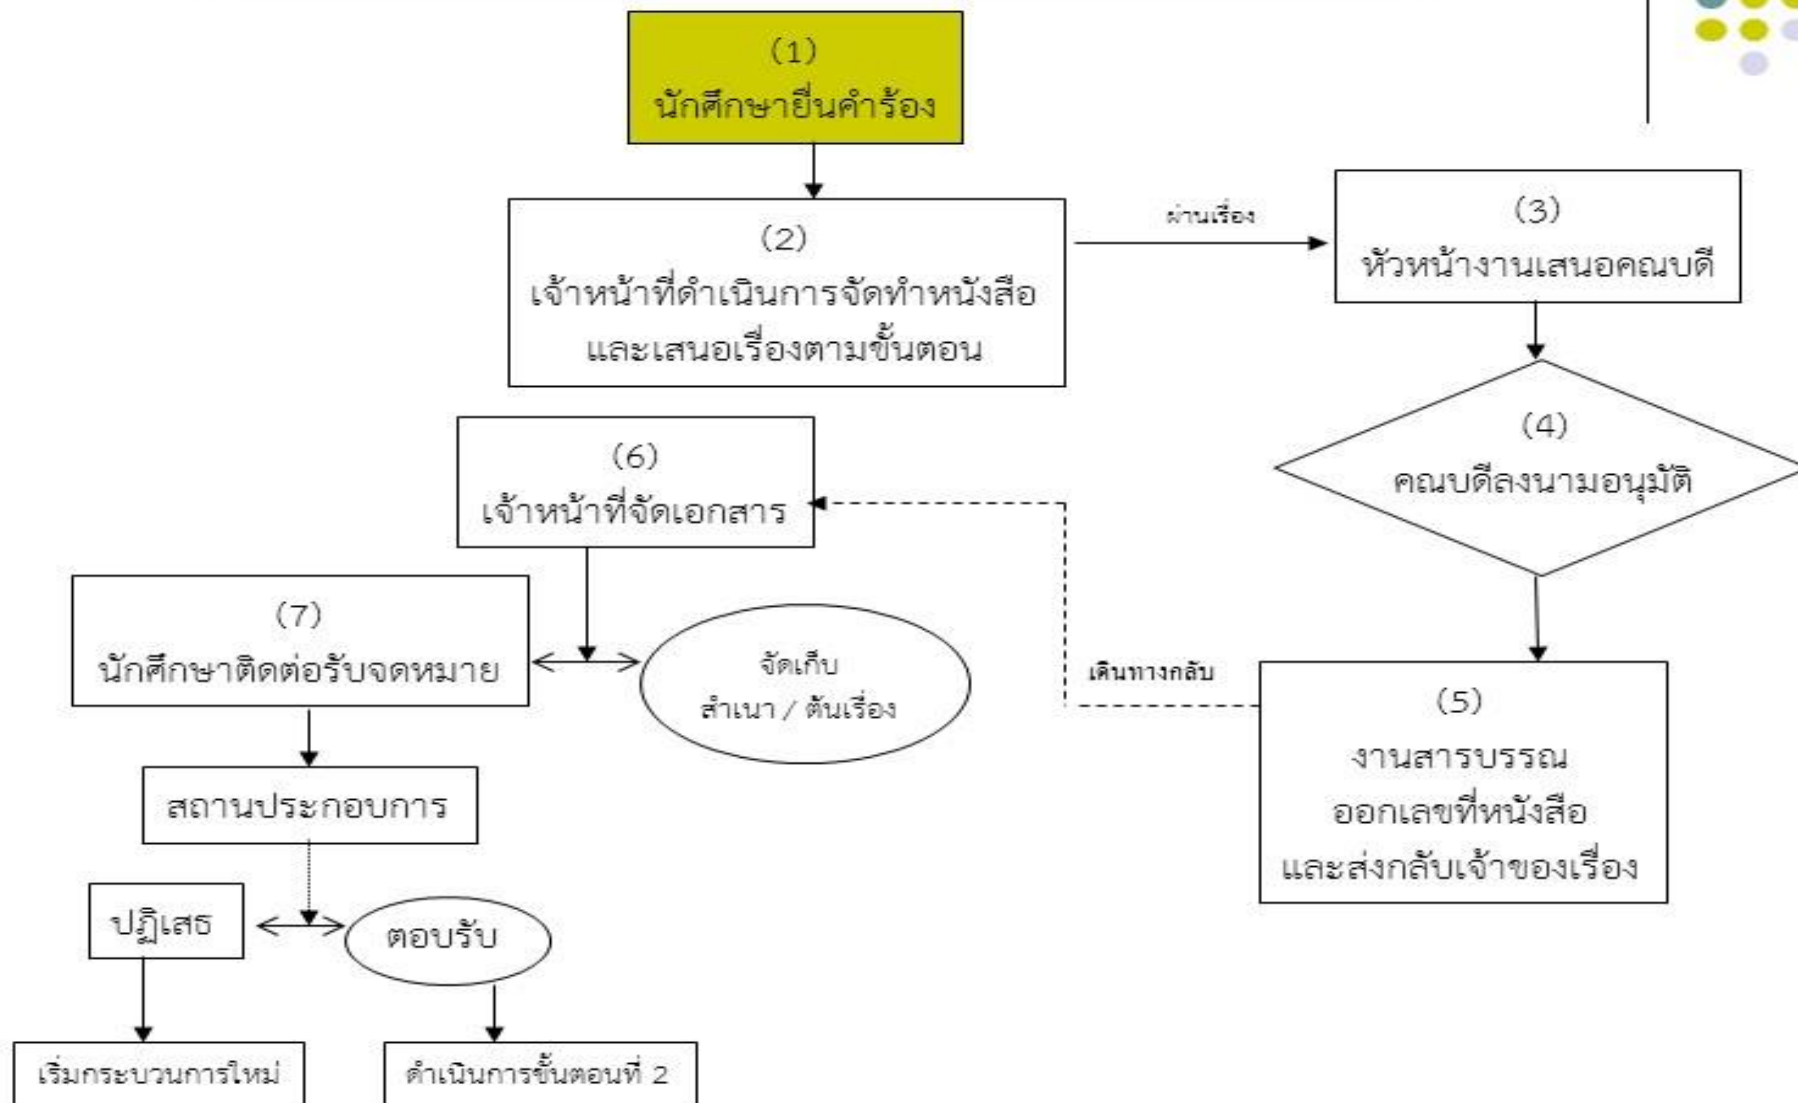 (1)
นักศึกษายื่นคำร้อง
(2)
เจ้าหน้าที่ดำเนินการจัดทำหนังสือ
และเสนอเรื่องตามขั้นตอน
ผ่านเรื่อง
(3)
หัวหน้างานเสนอคณบดี
(4)
คณบดีลงนามอนุมัติ
(5)
งานสารบรรณ
ออกเลขที่หนังสือ
และส่งกลับเจ้าของเรื่อง
เดินทางกลับ
(6)
เจ้าหน้าที่จัดเอกสาร
(7)
นักศึกษาติดต่อรับจดหมาย
จัดเก็บ
สำเนา / ต้นเรื่อง
สถานประกอบการ
ปฏิเสธ
ตอบรับ
เริ่มกระบวนการใหม่
ดำเนินการขั้นตอนที่ 2